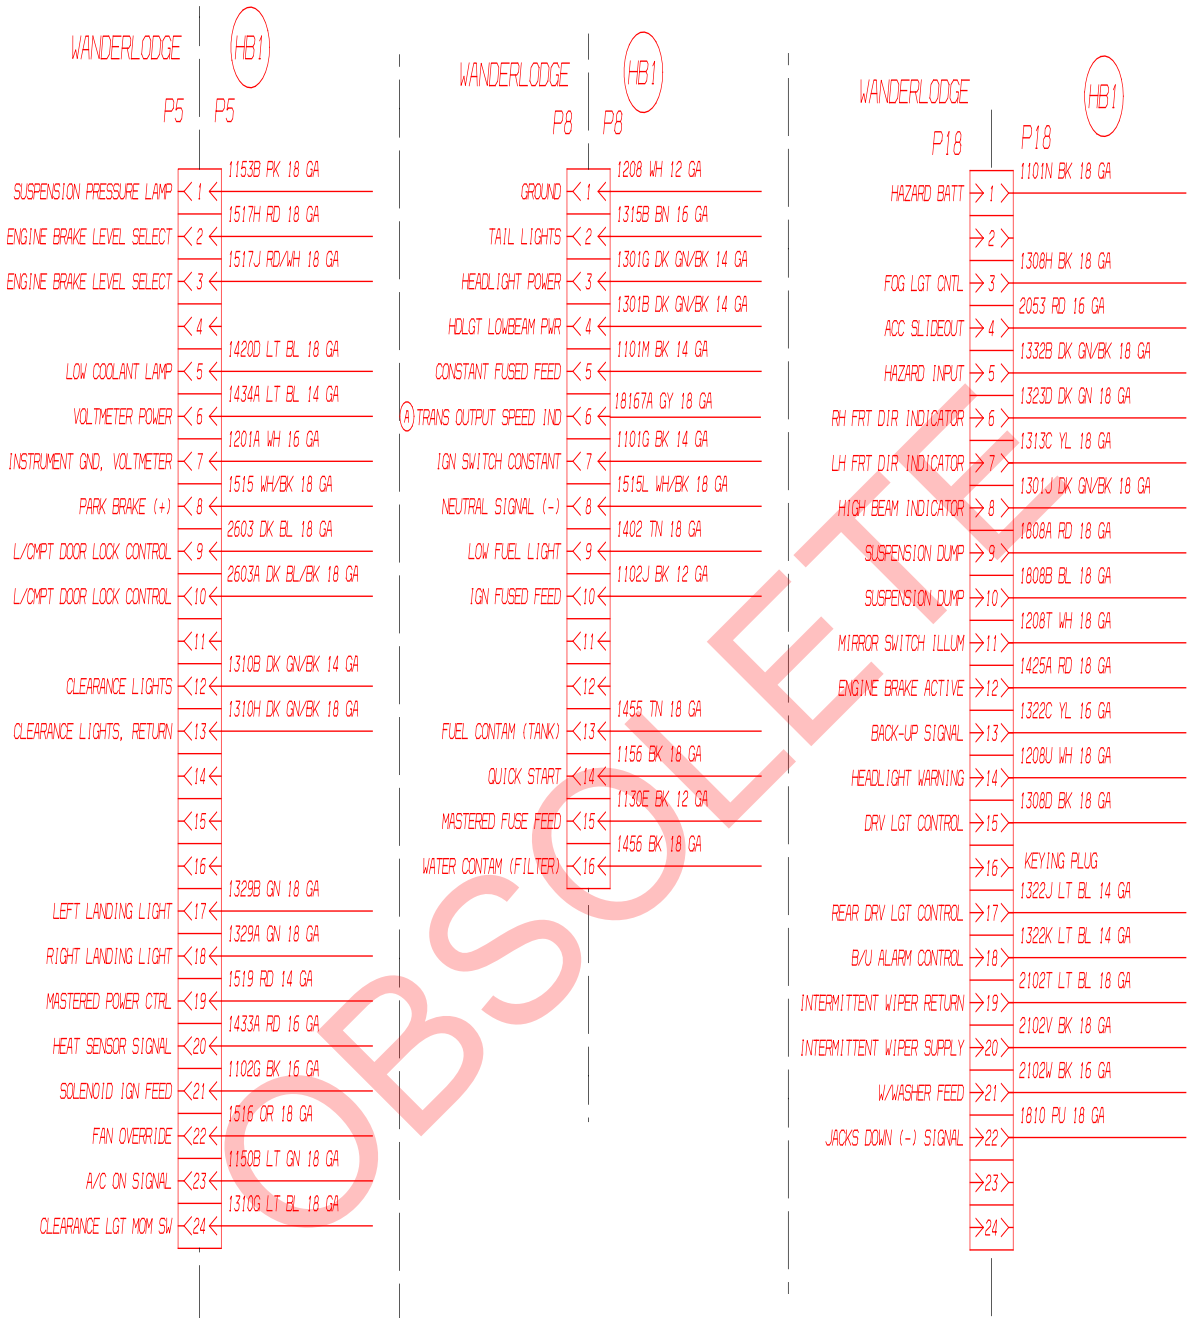 WANDERLODGE HB1
P5 P5
1153B PK 18 GA
SUSPENSION PRESSURE LAMP 1
1517H RD 18 GA
ENGINE BRAKE LEVEL SELECT 2
1517J RD/WH 18 GA
ENGINE BRAKE LEVEL SELECT 3
4
1420D LT BL 18 GA
LOW COOLANT LAMP 5
1434A LT BL 14 GA
VOLTMETER POWER 6
1201A WH 16 GA
INSTRUMENT GND, VOLTMETER 7
1515 WH/BK 18 GA
PARK BRAKE (+) 8
2603 DK BL 18 GA
L/CMPT DOOR LOCK CONTROL 9
2603A DK BL/BK 18 GA
L/CMPT DOOR LOCK CONTROL 10
11
1310B DK GN/BK 14 GA
CLEARANCE LIGHTS 12
1310H DK GN/BK 18 GA
CLEARANCE LIGHTS, RETURN 13
14
15
16
1329B GN 18 GA
LEFT LANDING LIGHT 17
1329A GN 18 GA
RIGHT LANDING LIGHT 18
1519 RD 14 GA
MASTERED POWER CTRL 19
1433A RD 16 GA
HEAT SENSOR SIGNAL 20
1102G BK 16 GA
SOLENOID IGN FEED 21
1516 OR 18 GA
FAN OVERRIDE 22
1150B LT GN 18 GA
A/C ON SIGNAL 23
1310G LT BL 18 GA
CLEARANCE LGT MOM SW 24
WANDERLODGE HB1
P8 P8
1208 WH 12 GA
GROUND 1
1315B BN 16 GA
TAIL LIGHTS 2
1301G DK GN/BK 14 GA
HEADLIGHT POWER 3
1301B DK GN/BK 14 GA
HDLGT LOWBEAM PWR 4
1101M BK 14 GA
CONSTANT FUSED FEED 5
18167A GY 18 GA
A TRANS OUTPUT SPEED IND 6
1101G BK 14 GA
IGN SWITCH CONSTANT 7
1515L WH/BK 18 GA
NEUTRAL SIGNAL (-) 8
1402 TN 18 GA
LOW FUEL LIGHT 9
1102J BK 12 GA
IGN FUSED FEED 10
11
12
1455 TN 18 GA
FUEL CONTAM (TANK) 13
1156 BK 18 GA
QUICK START 14
1130E BK 12 GA
MASTERED FUSE FEED 15
1456 BK 18 GA
WATER CONTAM (FILTER) 16
WANDERLODGE HB1
P18 P18
1101N BK 18 GA
HAZARD BATT 1
2
1308H BK 18 GA
FOG LGT CNTL 3
2053 RD 16 GA
ACC SLIDEOUT 4
1332B DK GN/BK 18 GA
HAZARD INPUT 5
1323D DK GN 18 GA
RH FRT DIR INDICATOR 6
1313C YL 18 GA
LH FRT DIR INDICATOR 7
1301J DK GN/BK 18 GA
HIGH BEAM INDICATOR 8
1808A RD 18 GA
SUSPENSION DUMP 9
1808B BL 18 GA
SUSPENSION DUMP 10
1208T WH 18 GA
MIRROR SWITCH ILLUM 11
1425A RD 18 GA
ENGINE BRAKE ACTIVE 12
1322C YL 16 GA
BACK-UP SIGNAL 13
1208U WH 18 GA
HEADLIGHT WARNING 14
1308D BK 18 GA
DRV LGT CONTROL 15
16 KEYING PLUG
1322J LT BL 14 GA
REAR DRV LGT CONTROL 17
1322K LT BL 14 GA
B/U ALARM CONTROL 18
2102T LT BL 18 GA
INTERMITTENT WIPER RETURN 19
2102V BK 18 GA
INTERMITTENT WIPER SUPPLY 20
2102W BK 16 GA
W/WASHER FEED 21
1810 PU 18 GA
JACKS DOWN (-) SIGNAL 22
23
24
OBSOLETE